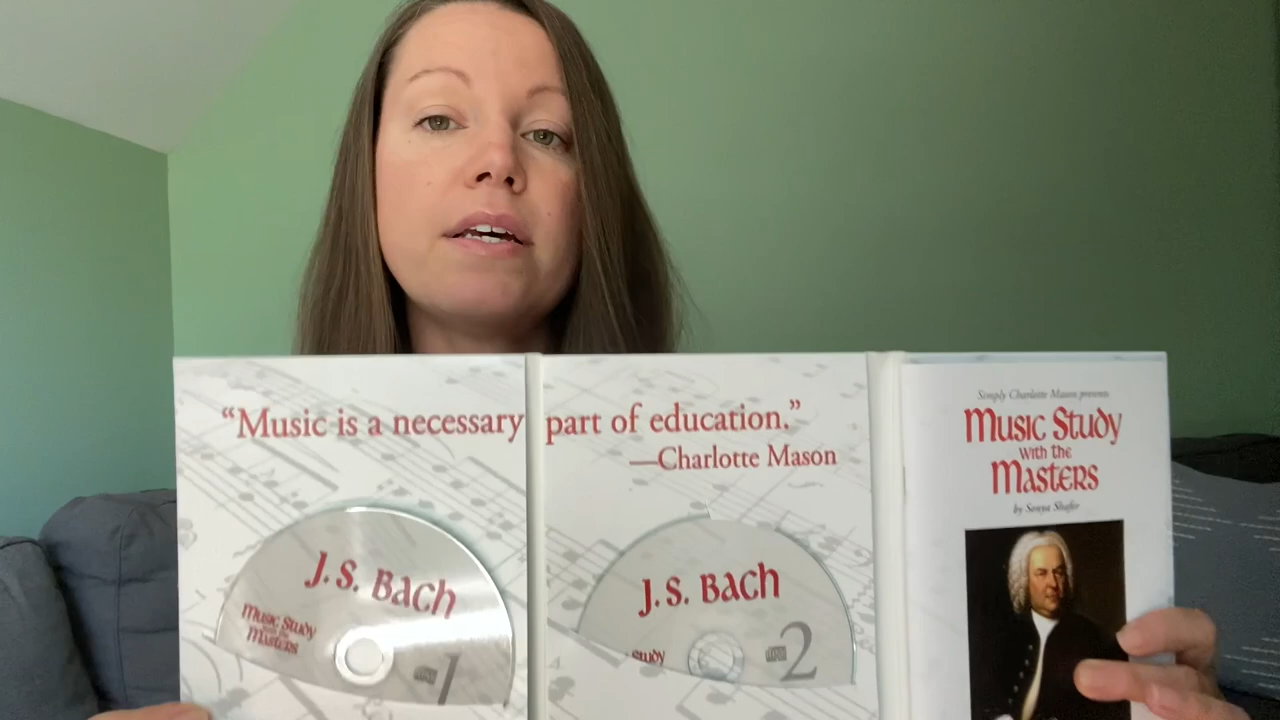 “Music is a necessary part of education.”
—Charlotte Mason
J.S. Bach
Music Study
with the
Masters
1
J.S. Bach
Study
2
Simply Charlotte Mason presents
Music Study
with the
Masters
by Sonya Shafer